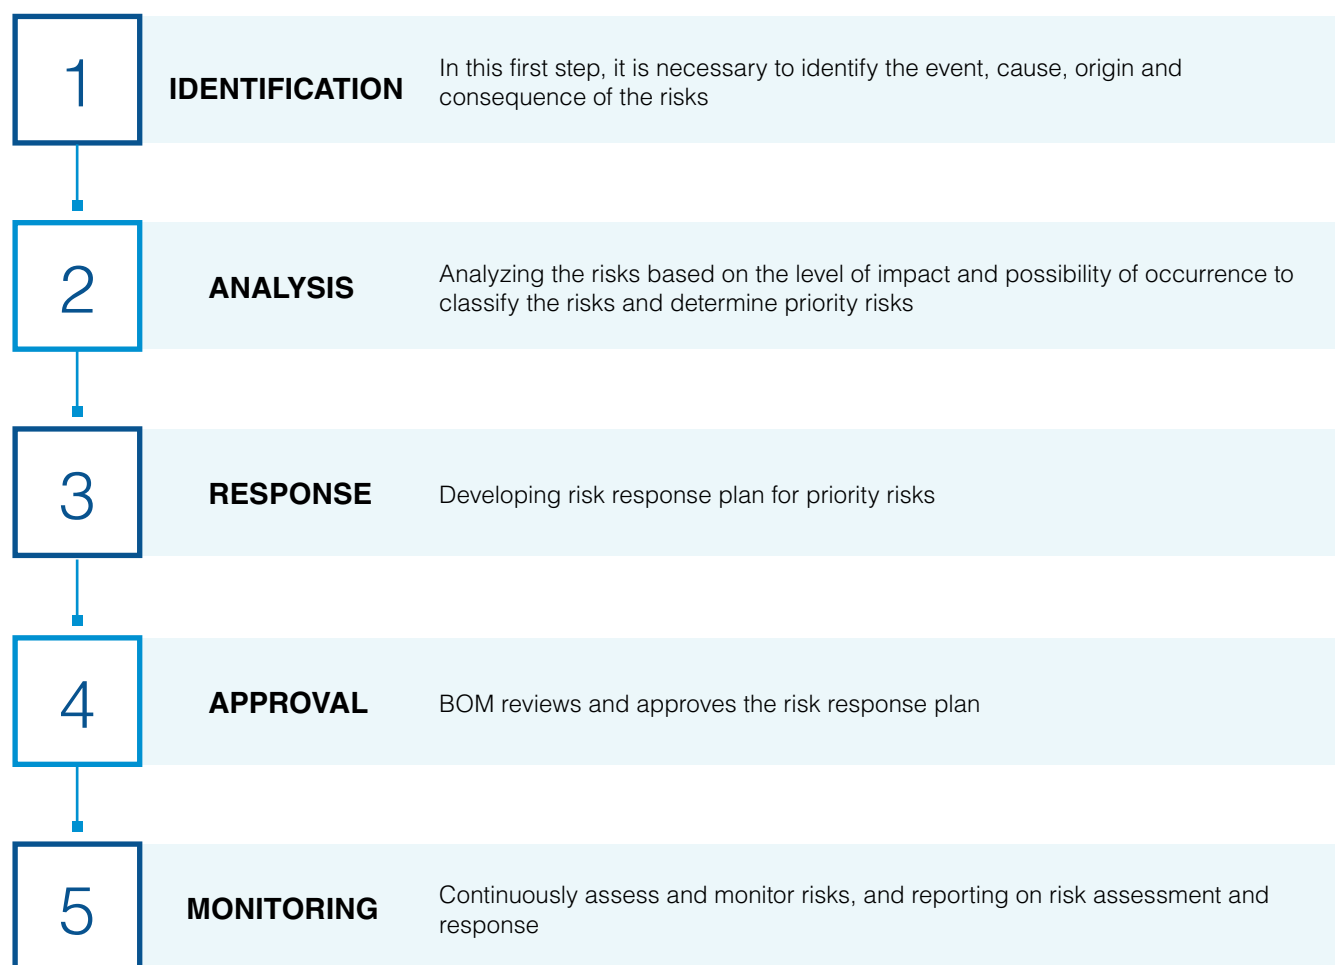 1
IDENTIFICATION
In this first step, it is necessary to identify the event, cause, origin and
consequence of the risks
2
ANALYSIS
Analyzing the risks based on the level of impact and possibility of occurrence to
classify the risks and determine priority risks
3
RESPONSE
Developing risk response plan for priority risks
4
APPROVAL
BOM reviews and approves the risk response plan
5
MONITORING
Continuously assess and monitor risks, and reporting on risk assessment and
response